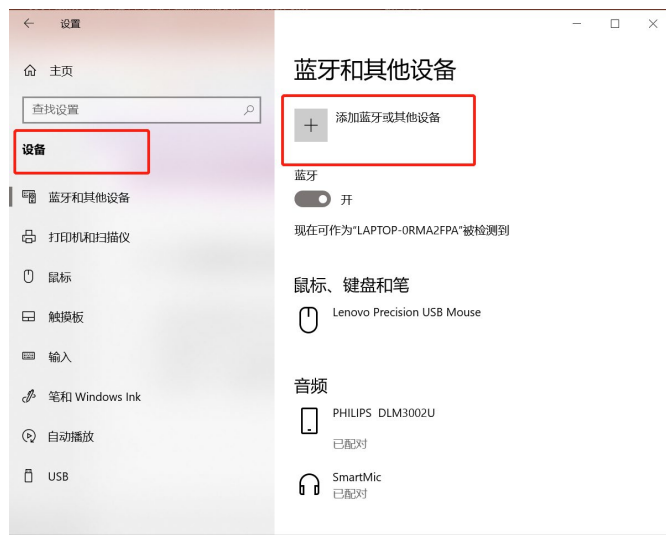 设置
主页
查找设置
设备
蓝牙和其他设备
打印机和扫描仪
鼠标
触摸板
输入
笔和 Windows Ink
自动播放
USB
蓝牙和其他设备
添加蓝牙或其他设备
蓝牙
开
现在可作为"LAPTOP-0RMA2FPA"被检测到
鼠标、键盘和笔
Lenovo Precision USB Mouse
音频
PHILIPS DLM3002U
已配对
SmartMic
已配对